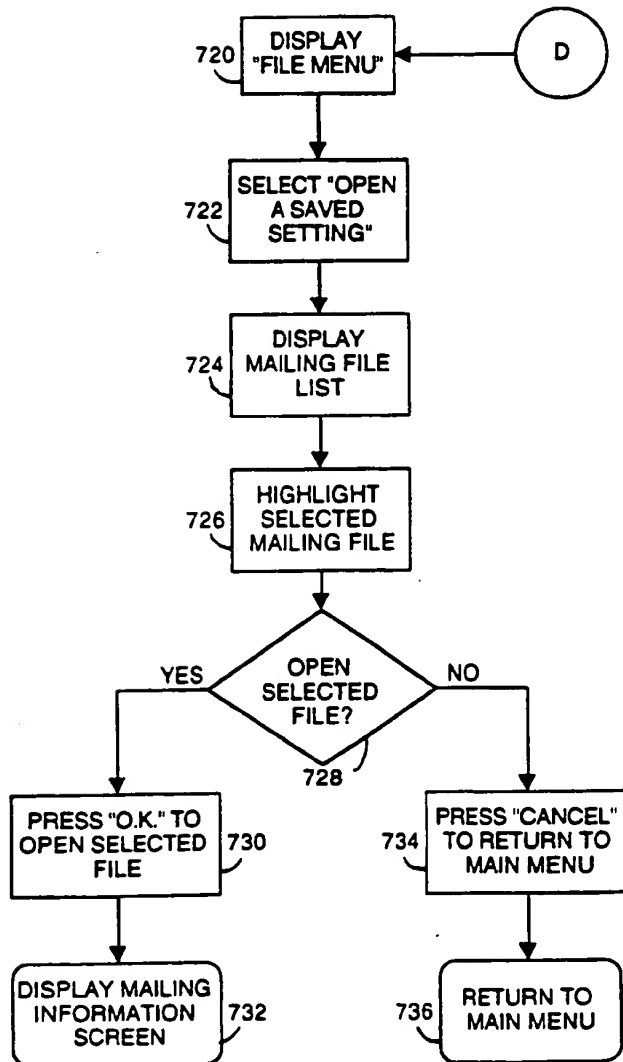 DISPLAY
"FILE MENU"
720
D
SELECT "OPEN
A SAVED
SETTING"
722
DISPLAY
MAILING FILE
LIST
724
HIGHLIGHT
SELECTED
MAILING FILE
726
OPEN
SELECTED
FILE?
YES
NO
728
PRESS "O.K." TO
OPEN SELECTED
FILE
730
PRESS "CANCEL"
TO RETURN TO
MAIN MENU
734
DISPLAY MAILING
INFORMATION
SCREEN
732
RETURN TO
MAIN MENU
736